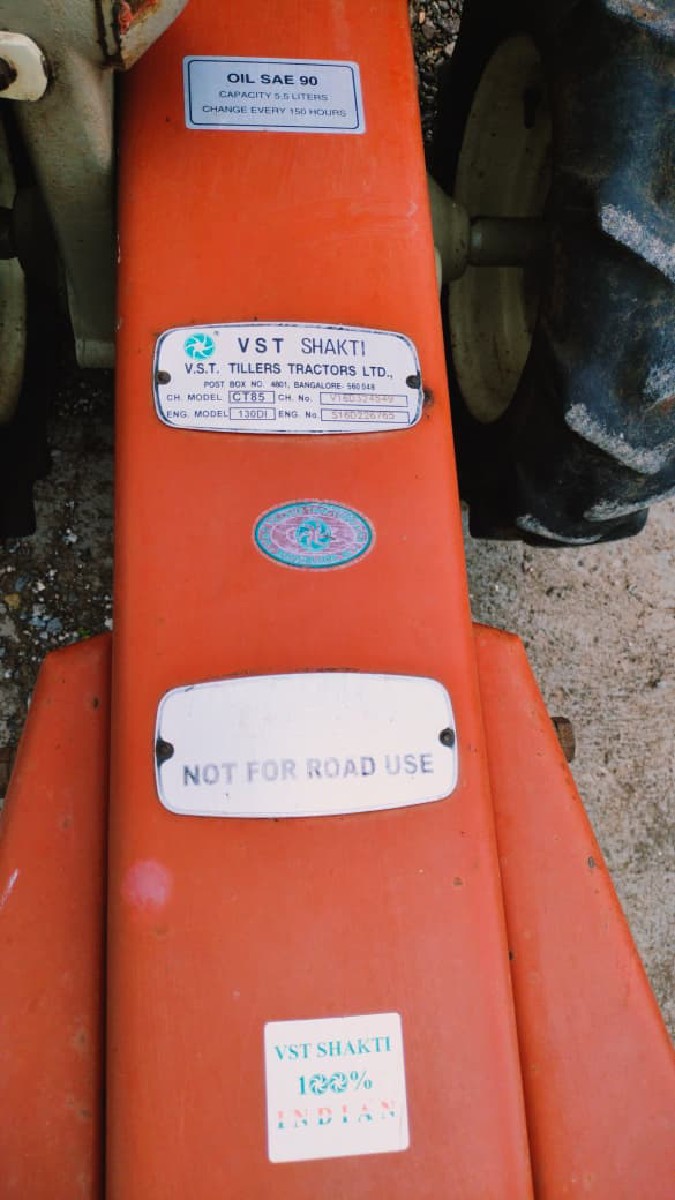 OIL SAE 90
CAPACITY 5.5 LITERS
CHANGE EVERY 150 HOURS
VST SHAKTI
V.S.T. TILLERS TRACTORS LTD.,
POST BOX NO. 4801, BANGALORE- 560 048
CH. MODEL CT85 CH. No.
ENG. MODEL 130DI ENG. No.
NOT FOR ROAD USE
VST SHAKTI
100%
INDIAN